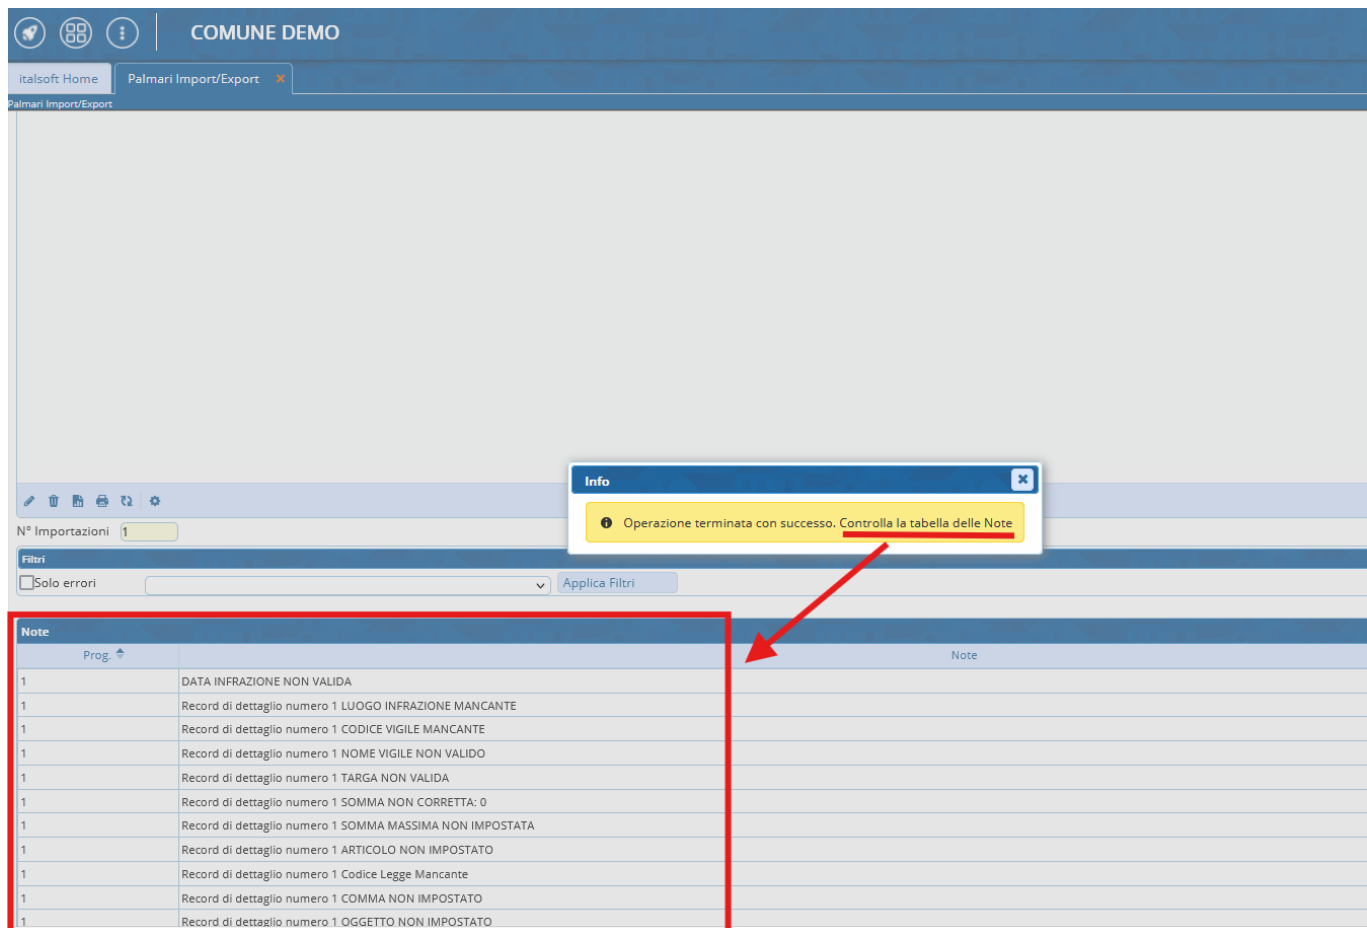 COMUNE DEMO
italsoft Home
Palmari Import/Export
Palmari Import/Export
Info
Operazione terminata con successo. Controlla la tabella delle Note
N° Importazioni 1
Filtri
Solo errori
Applica Filtri
Note
Prog. Note
1 DATA INFRAZIONE NON VALIDA
1 Record di dettaglio numero 1 LUOGO INFRAZIONE MANCANTE
1 Record di dettaglio numero 1 CODICE VIGILE MANCANTE
1 Record di dettaglio numero 1 NOME VIGILE NON VALIDO
1 Record di dettaglio numero 1 TARGA NON VALIDA
1 Record di dettaglio numero 1 SOMMA NON CORRETTA: 0
1 Record di dettaglio numero 1 SOMMA MASSIMA NON IMPOSTATA
1 Record di dettaglio numero 1 ARTICOLO NON IMPOSTATO
1 Record di dettaglio numero 1 Codice Legge Mancante
1 Record di dettaglio numero 1 COMMA NON IMPOSTATO
1 Record di dettaglio numero 1 OGGETTO NON IMPOSTATO